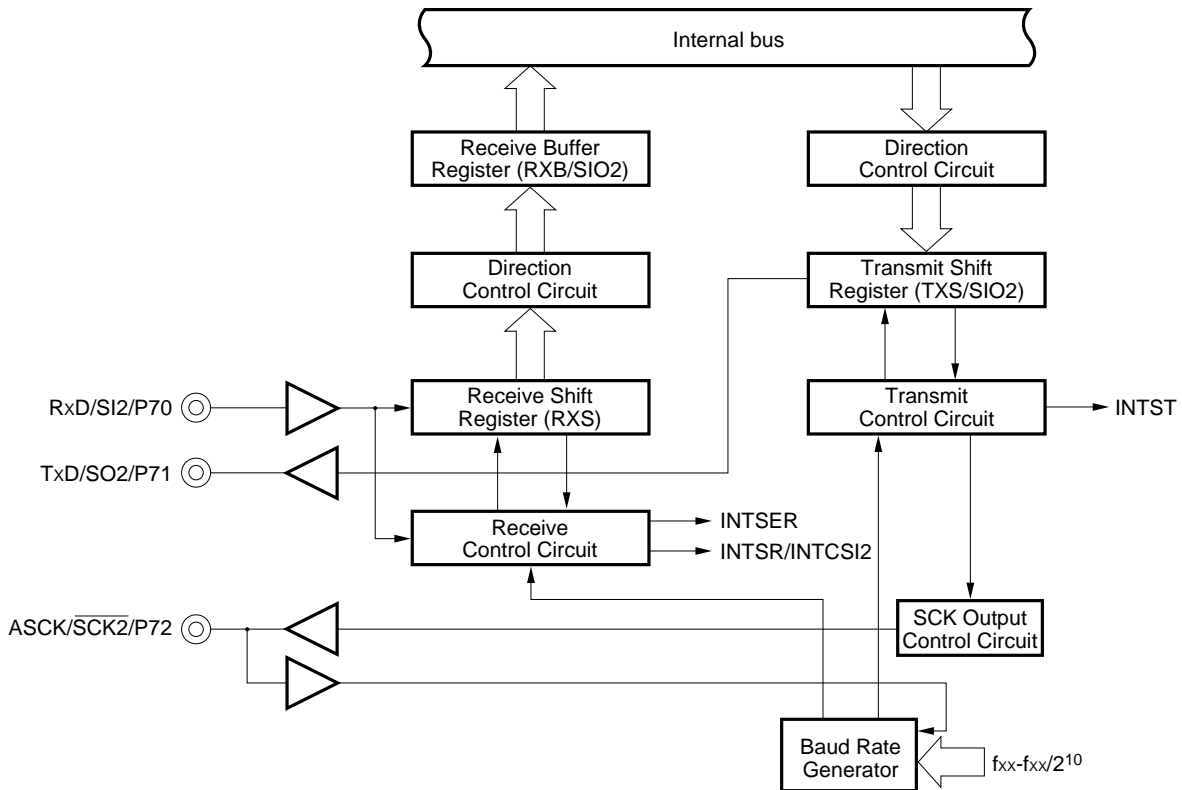 Internal bus
Receive Buffer
Register (RXB/SIO2)
Direction
Control Circuit
Direction
Control Circuit
Transmit Shift
Register (TXS/SIO2)
RxD/SI2/P70
Receive Shift
Register (RXS)
Transmit
Control Circuit
INTST
TxD/SO2/P71
Receive
Control Circuit
INTSER
INTSR/INTCSI2
ASCK/S̅C̅K̅2̅/P72
SCK Output
Control Circuit
Baud Rate
Generator
fxx-fxx/2¹⁰